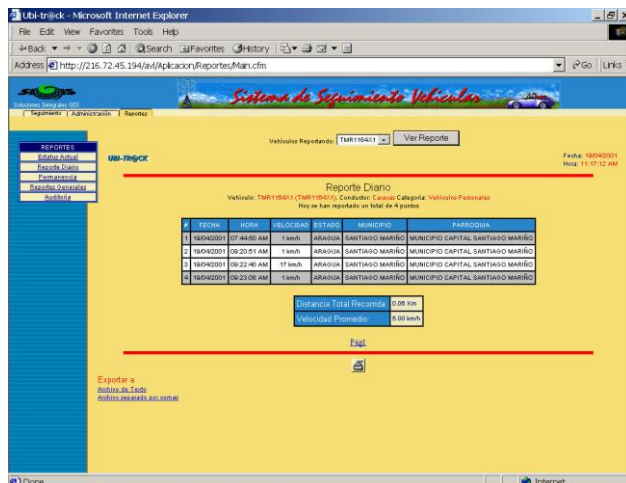 Ubi-tr@ck - Microsoft Internet Explorer
File Edit View Favorites Tools Help
Back Search Favorites History
Address http://216.72.45.194/avl/Aplicacion/Reportes/Main.cfm Go Links
Soluciones Integrales GIS
Sistema de Seguimiento Vehicular
Seguimiento Administración Reportes
Vehículos Reportando: TMR1164X1 Ver Reporte
REPORTES
Estatus Actual
Reporte Diario
Permanencia
Reportes Generales
Auditoria
UBI-TR@CK
Fecha: 19/04/2001
Hora: 11:17:12 AM
Reporte Diario
Vehículo: TMR1164X1 (TMR1164X1), Conductor: Caracas Categoría: Vehículos Personales
Hoy se han reportado un total de 4 puntos
# FECHA HORA VELOCIDAD ESTADO MUNICIPIO PARROQUIA
1 19/04/2001 07:44:50 AM 1 km/h ARAGUA SANTIAGO MARIÑO MUNICIPIO CAPITAL SANTIAGO MARIÑO
2 19/04/2001 09:20:51 AM 1 km/h ARAGUA SANTIAGO MARIÑO MUNICIPIO CAPITAL SANTIAGO MARIÑO
3 19/04/2001 09:22:40 AM 17 km/h ARAGUA SANTIAGO MARIÑO MUNICIPIO CAPITAL SANTIAGO MARIÑO
4 19/04/2001 09:23:08 AM 1 km/h ARAGUA SANTIAGO MARIÑO MUNICIPIO CAPITAL SANTIAGO MARIÑO
Distancia Total Recorrida: 0.06 Km
Velocidad Promedio: 5.00 km/h
Pág1
Exportar a
Archivo de Texto
Archivo separado por comas
Done Internet